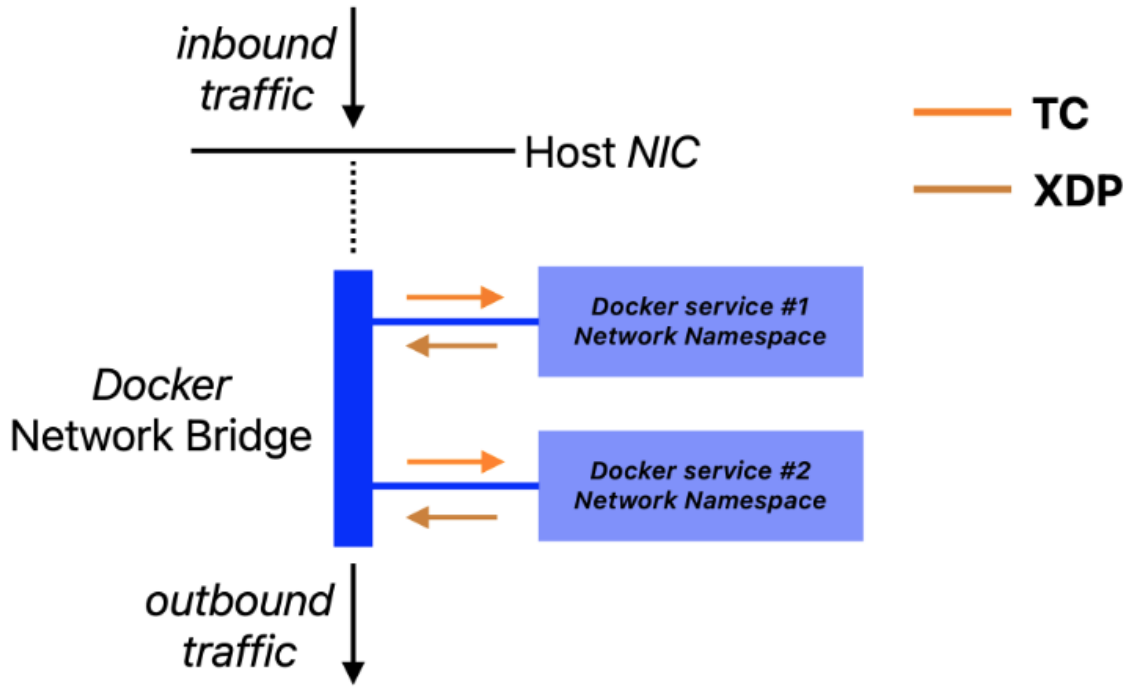 inbound
traffic
Host NIC
TC
XDP
Docker service #1
Network Namespace
Docker
Network Bridge
Docker service #2
Network Namespace
outbound
traffic